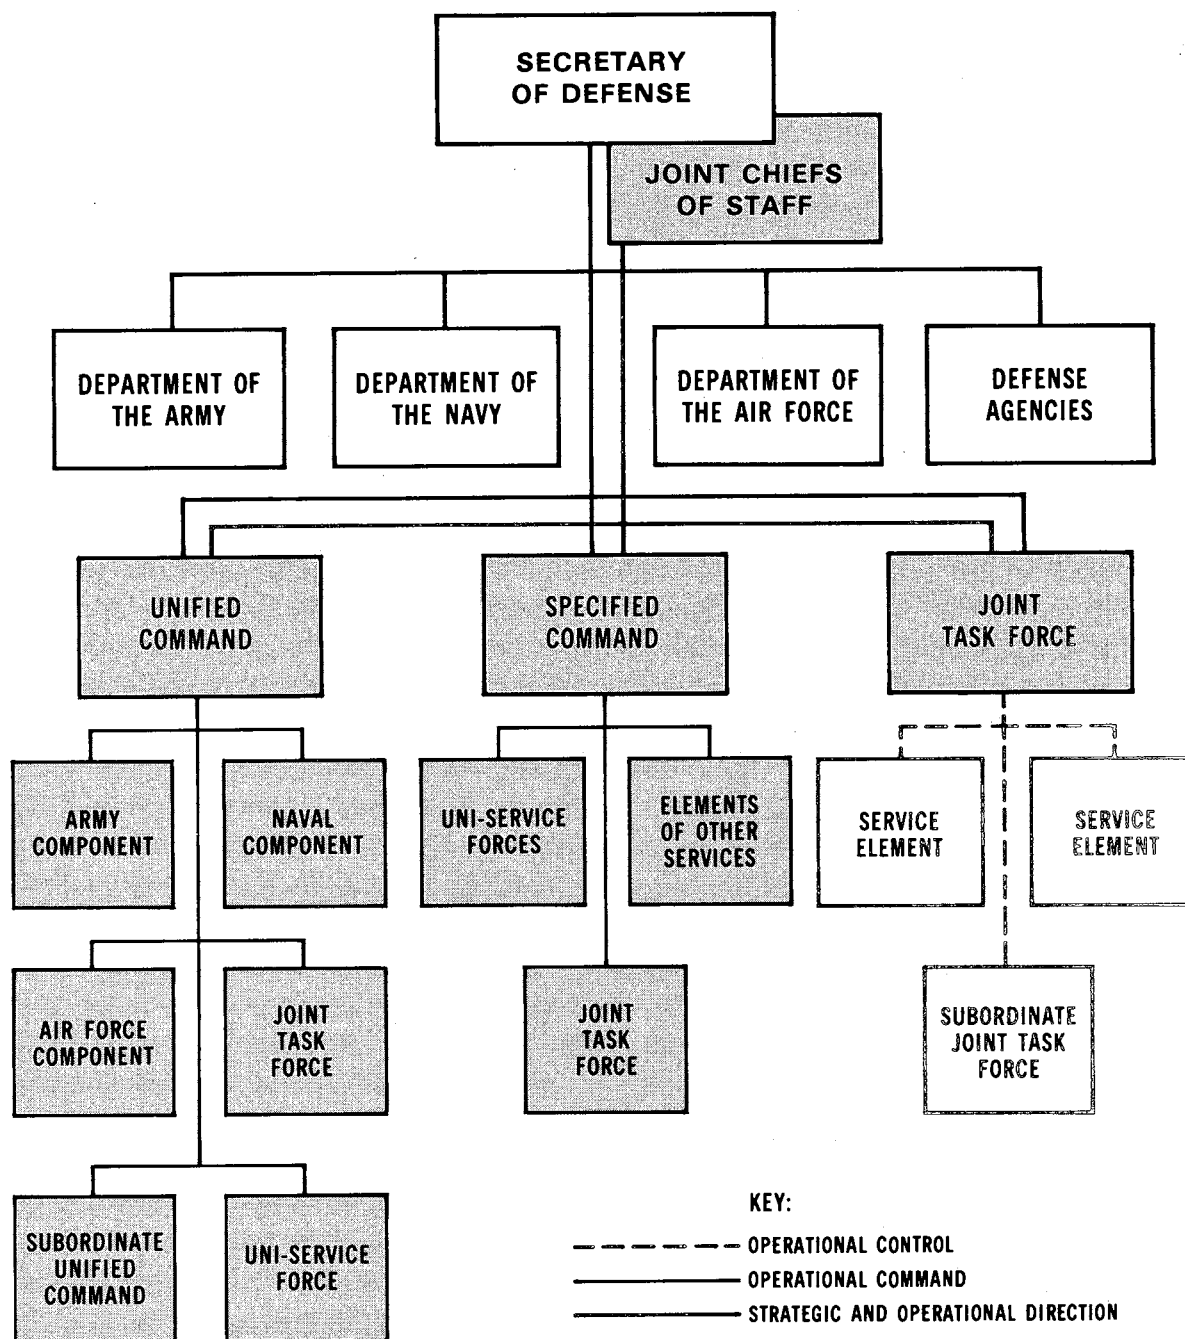 SECRETARY
OF DEFENSE
JOINT CHIEFS
OF STAFF
DEPARTMENT OF
THE ARMY
DEPARTMENT OF
THE NAVY
DEPARTMENT OF
THE AIR FORCE
DEFENSE
AGENCIES
UNIFIED
COMMAND
SPECIFIED
COMMAND
JOINT
TASK FORCE
ARMY
COMPONENT
NAVAL
COMPONENT
UNI-SERVICE
FORCES
ELEMENTS
OF OTHER
SERVICES
SERVICE
ELEMENT
SERVICE
ELEMENT
AIR FORCE
COMPONENT
JOINT
TASK
FORCE
JOINT
TASK
FORCE
SUBORDINATE
JOINT TASK
FORCE
SUBORDINATE
UNIFIED
COMMAND
UNI-SERVICE
FORCE
KEY:
OPERATIONAL CONTROL
OPERATIONAL COMMAND
STRATEGIC AND OPERATIONAL DIRECTION